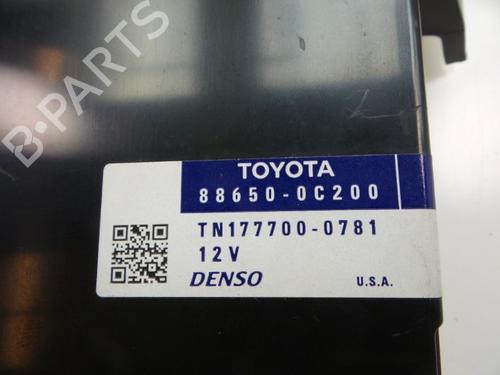 B-PARTS
TOYOTA
88650-0C200
TN177700-0781
12V
DENSO U.S.A.